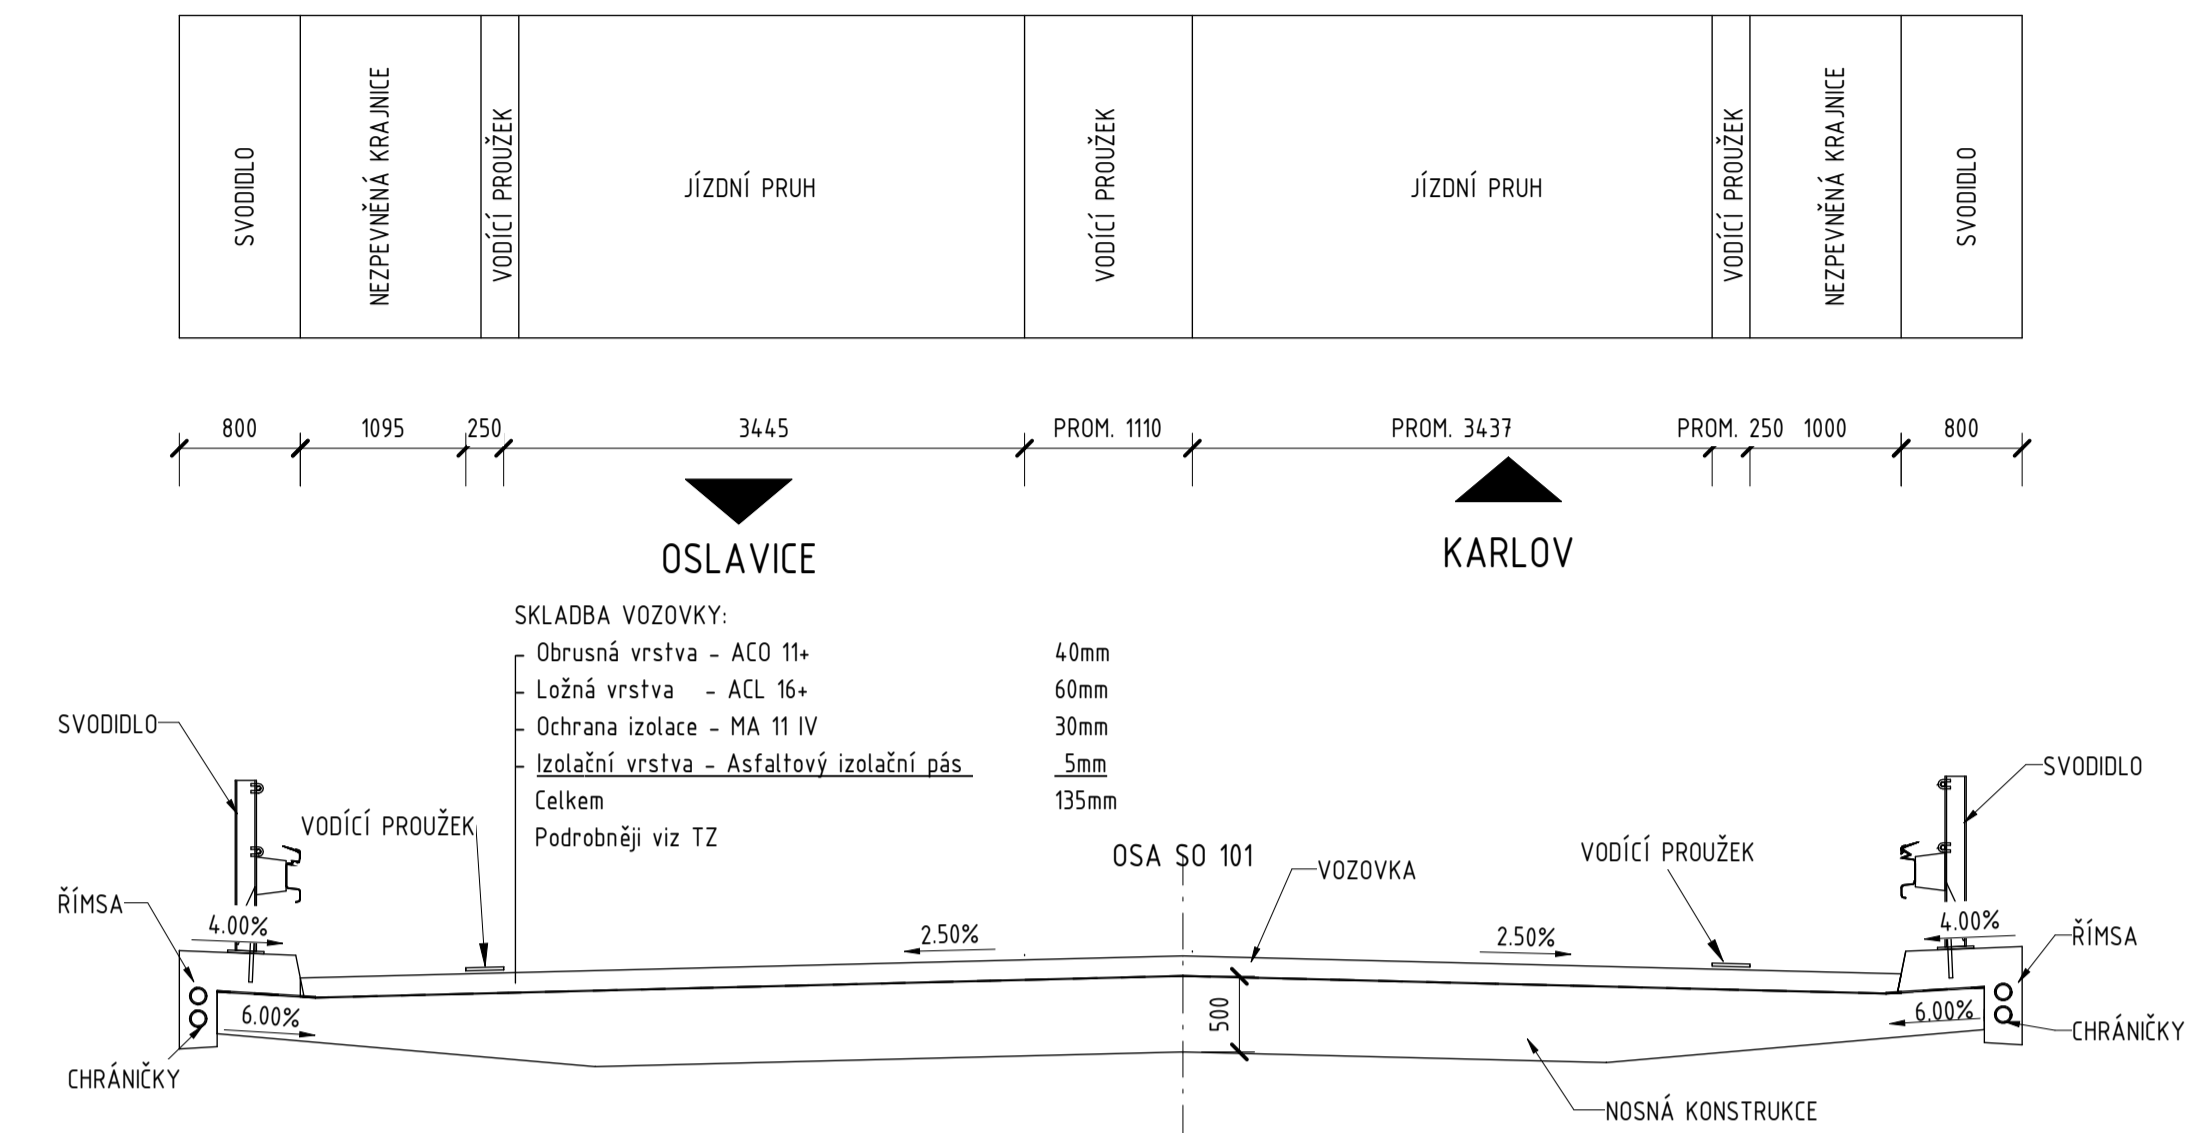 SVODIDLO
NEZPEVNĚNÁ KRAJNICE
VODÍCÍ PROUŽEK
JÍZDNÍ PRUH
VODÍCÍ PROUŽEK
JÍZDNÍ PRUH
VODÍCÍ PROUŽEK
NEZPEVNĚNÁ KRAJNICE
SVODIDLO
800 1095 250 3445 PROM. 1110 PROM. 3437 PROM. 250 1000 800
OSLAVICE
KARLOV
SKLADBA VOZOVKY:
Obrusná vrstva - ACO 11+ 40mm
Ložná vrstva - ACL 16+ 60mm
Ochrana izolace - MA 11 IV 30mm
Izolační vrstva - Asfaltový izolační pás 5mm
Celkem 135mm
Podrobněji viz TZ
SVODIDLO
VODÍCÍ PROUŽEK
ŘÍMSA
4.00%
6.00%
CHRÁNIČKY
2.50%
OSA SO 101
VOZOVKA
2.50%
500
VODÍCÍ PROUŽEK
SVODIDLO
4.00%
ŘÍMSA
6.00%
CHRÁNIČKY
NOSNÁ KONSTRUKCE